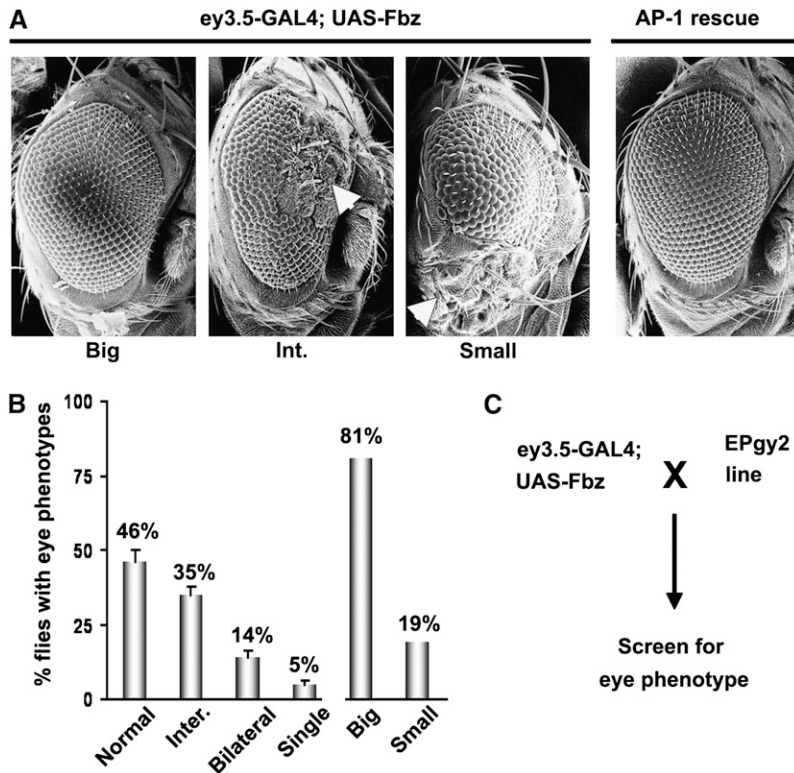 A
ey3.5-GAL4; UAS-Fbz
AP-1 rescue
Big
Int.
Small
B
% flies with eye phenotypes
100
75
50
25
0
46%
35%
14%
5%
81%
19%
Normal
Inter.
Bilateral
Single
Big
Small
C
ey3.5-GAL4;
UAS-Fbz
X
EPgy2
line
Screen for
eye phenotype